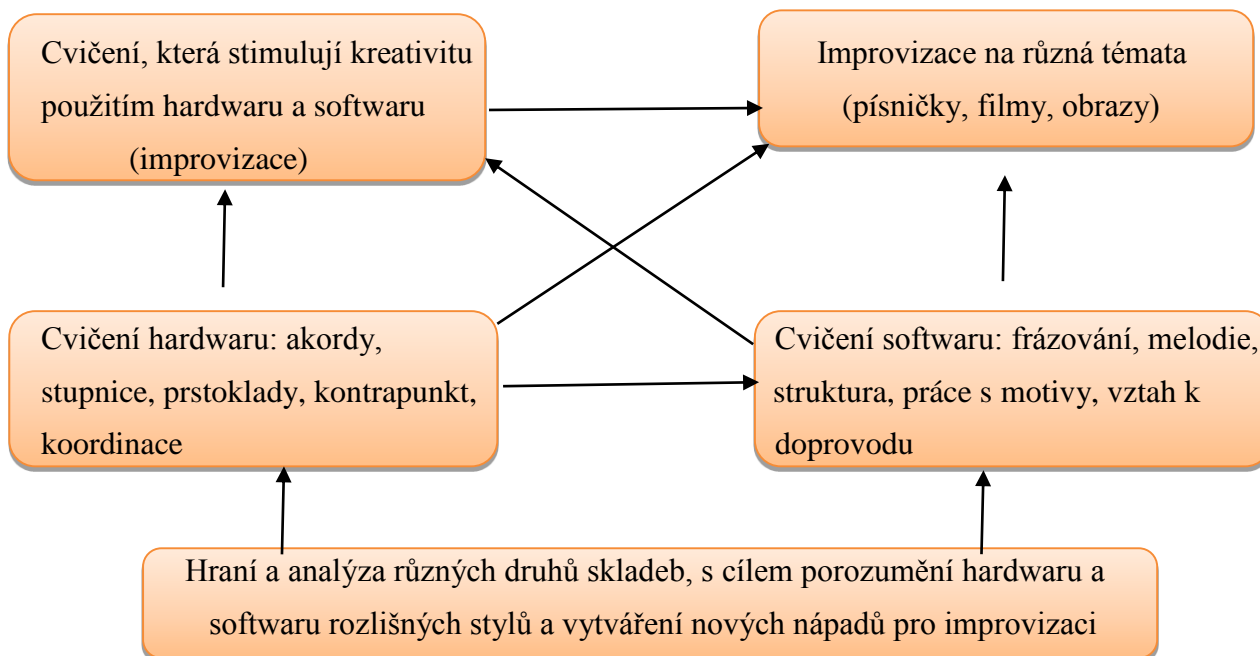 Cvičení, která stimulují kreativitu
použitím hardwaru a softwaru
(improvizace)
Improvizace na různá témata
(písničky, filmy, obrazy)
Cvičení hardwaru: akordy,
stupnice, prstoklady, kontrapunkt,
koordinace
Cvičení softwaru: frázování, melodie,
struktura, práce s motivy, vztah k
doprovodu
Hraní a analýza různých druhů skladeb, s cílem porozumění hardwaru a
softwaru rozlišných stylů a vytváření nových nápadů pro improvizaci